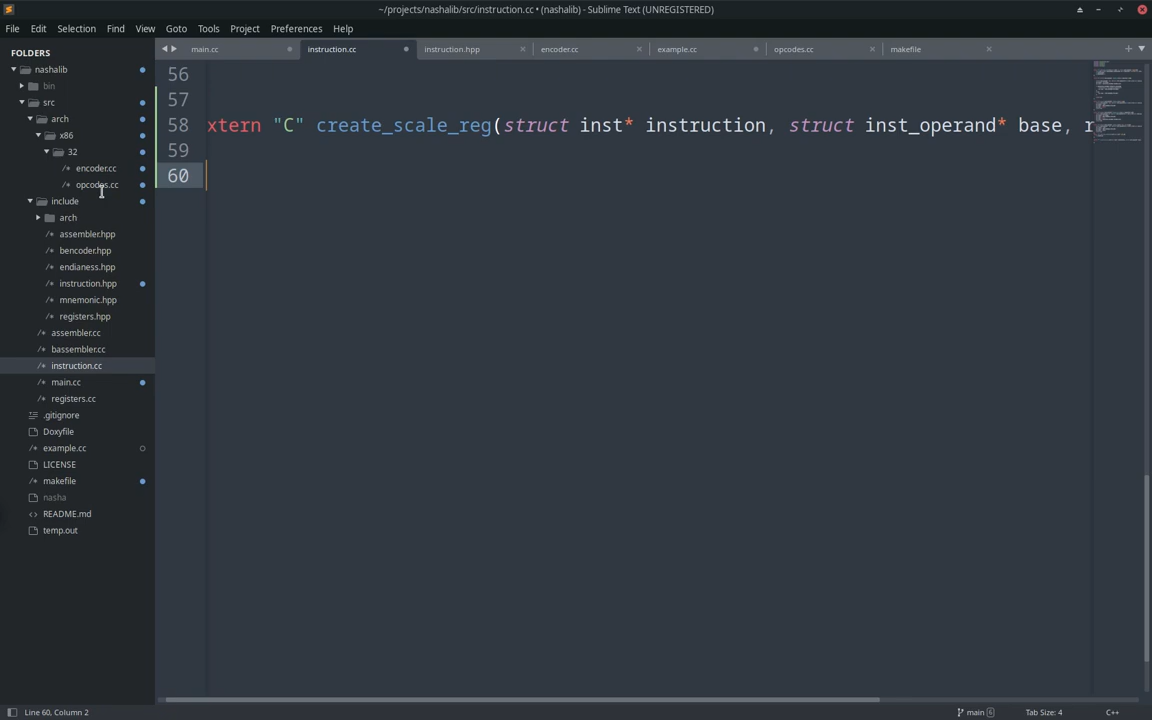 ~/projects/nashalib/src/instruction.cc • (nashalib) - Sublime Text (UNREGISTERED)
File Edit Selection Find View Goto Tools Project Preferences Help
FOLDERS
nashalib
bin
src
arch
x86
32
/* encoder.cc
/* opcodes.cc
include
arch
/* assembler.hpp
/* bencoder.hpp
/* endianess.hpp
/* instruction.hpp
/* mnemonic.hpp
/* registers.hpp
/* assembler.cc
/* bassembler.cc
/* instruction.cc
/* main.cc
/* registers.cc
.gitignore
Doxyfile
/* example.cc
LICENSE
/* makefile
nasha
<> README.md
temp.out
main.cc instruction.cc instruction.hpp encoder.cc example.cc opcodes.cc makefile
56
57
58 xtern "C" create_scale_reg(struct inst* instruction, struct inst_operand* base, r
59
60
Line 60, Column 2 main 6 Tab Size: 4 C++